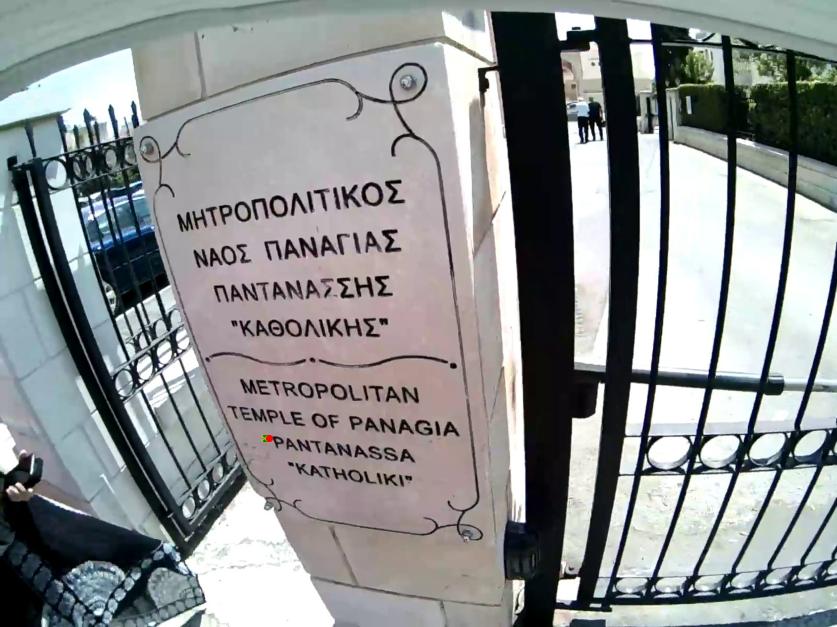 ΜΗΤΡΟΠΟΛΙΤΙΚΟΣ
ΝΑΟΣ ΠΑΝΑΓΙΑΣ
ΠΑΝΤΑΝΑΣΣΗΣ
"ΚΑΘΟΛΙΚΗΣ"
METROPOLITAN
TEMPLE OF PANAGIA
PANTANASSA
"KATHOLIKI"